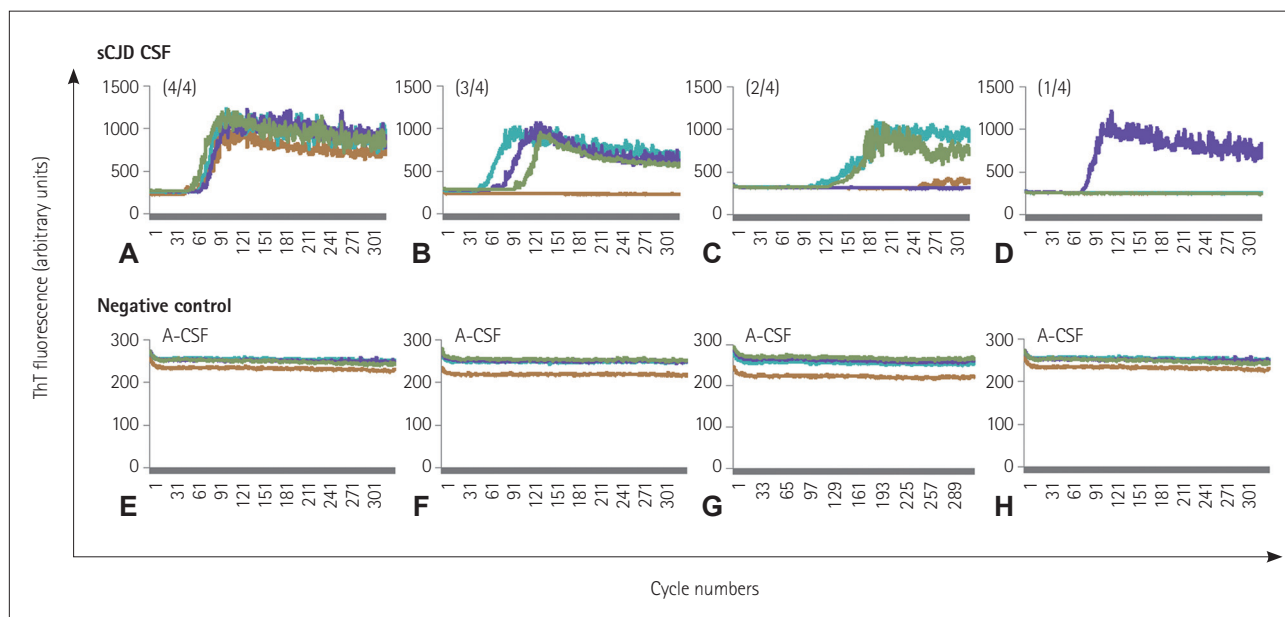 sCJD CSF
(4/4) (3/4) (2/4) (1/4)
1500 1500 1500 1500
1000 1000 1000 1000
500 500 500 500
0 0 0 0
1 31 61 91 121 151 181 211 241 271 301 1 31 61 91 121 151 181 211 241 271 301 1 31 61 91 121 151 181 211 241 271 301 1 31 61 91 121 151 181 211 241 271 301
A B C D
Negative control
A-CSF A-CSF A-CSF A-CSF
300 300 300 300
200 200 200 200
100 100 100 100
0 0 0 0
1 31 61 91 121 151 181 211 241 271 301 1 31 61 91 121 151 181 211 241 271 301 1 33 65 97 129 161 193 225 257 289 1 31 61 91 121 151 181 211 241 271 301
E F G H
ThT fluorescence (arbitrary units)
Cycle numbers